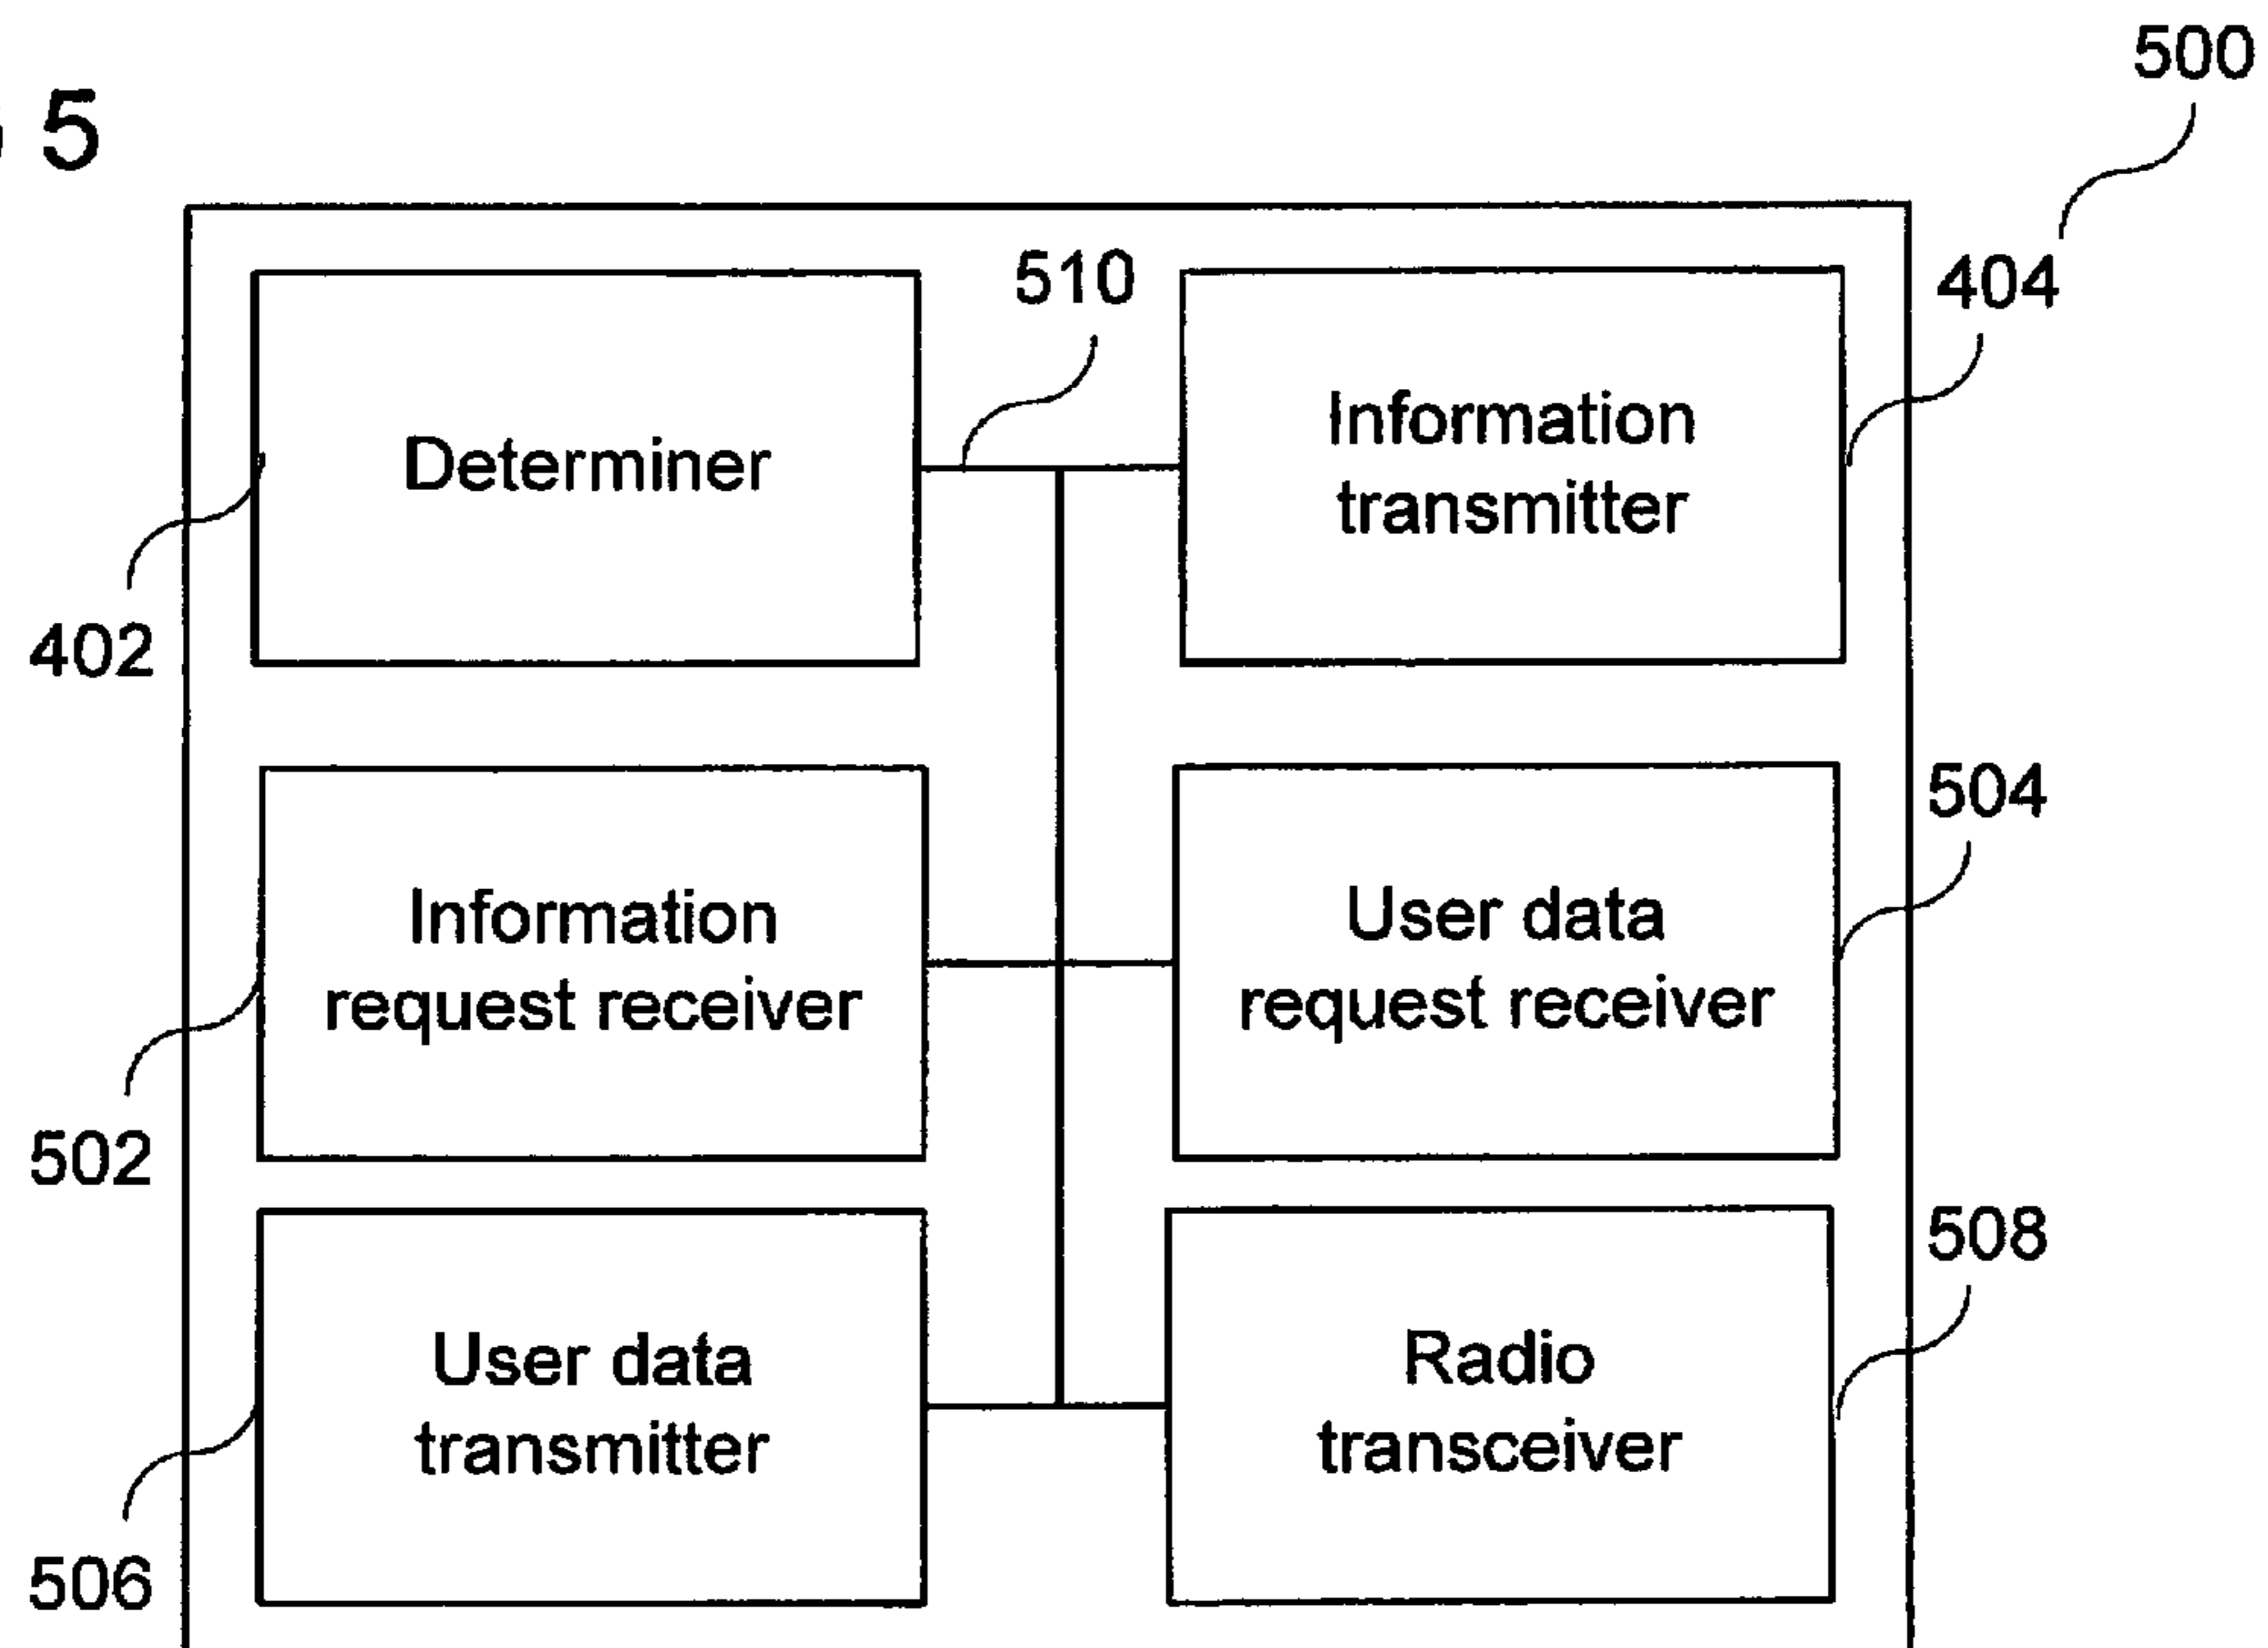 500
5
510
404
Determiner
Information
transmitter
402
504
Information
request receiver
User data
request receiver
502
508
User data
transmitter
Radio
transceiver
506